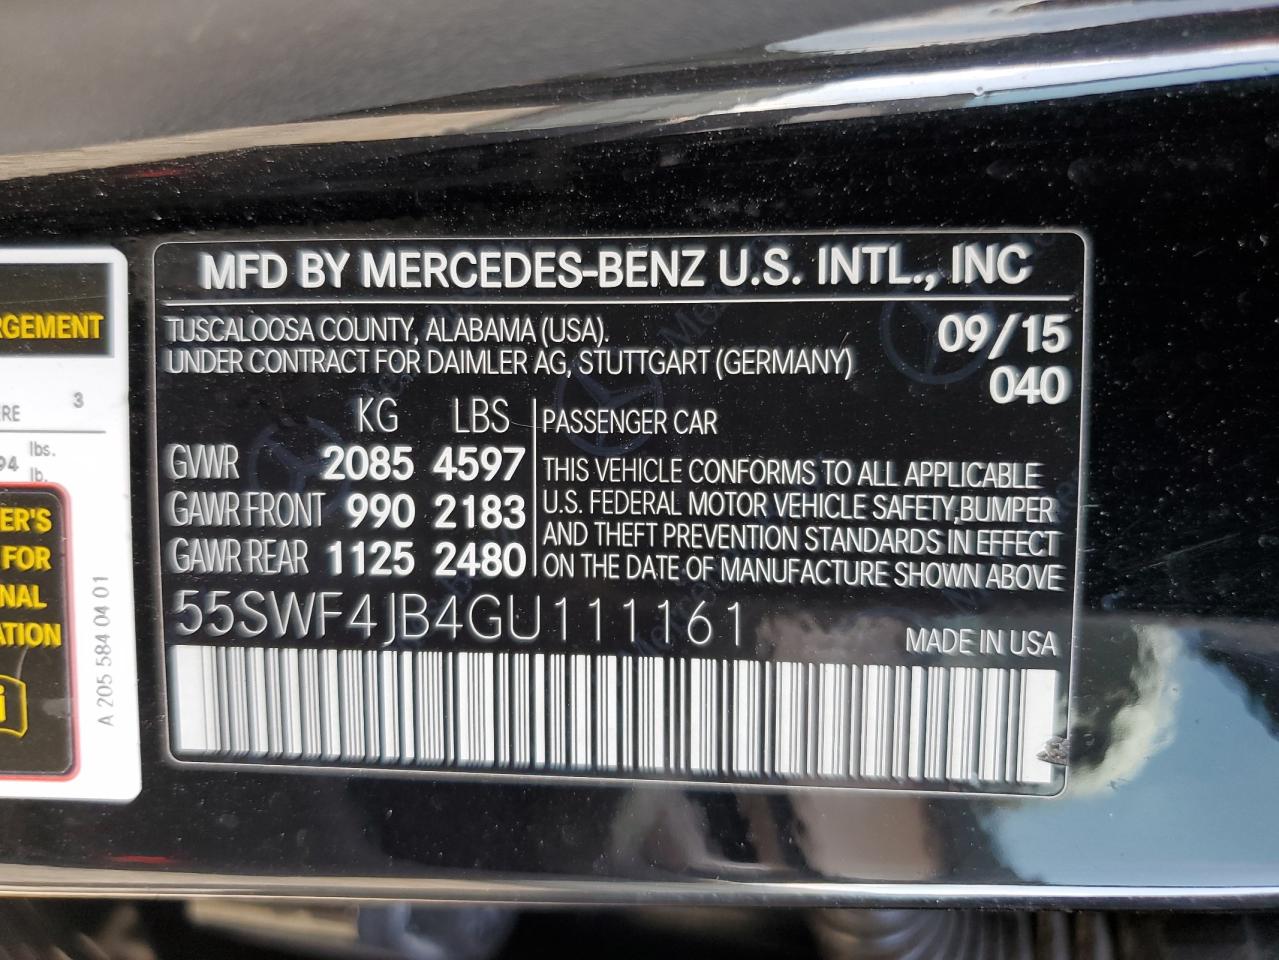 MFD BY MERCEDES-BENZ U.S. INTL., INC
TUSCALOOSA COUNTY, ALABAMA (USA). 09/15
UNDER CONTRACT FOR DAIMLER AG, STUTTGART (GERMANY) 040
KG LBS
GVWR 2085 4597
GAWR FRONT 990 2183
GAWR REAR 1125 2480
PASSENGER CAR
THIS VEHICLE CONFORMS TO ALL APPLICABLE
U.S. FEDERAL MOTOR VEHICLE SAFETY,BUMPER
AND THEFT PREVENTION STANDARDS IN EFFECT
ON THE DATE OF MANUFACTURE SHOWN ABOVE
55SWF4JB4GU111161
MADE IN USA
RGEMENT
ERE 3
94 lbs.
lb.
ER'S
FOR
NAL
ATION
i
A 205 584 04 01